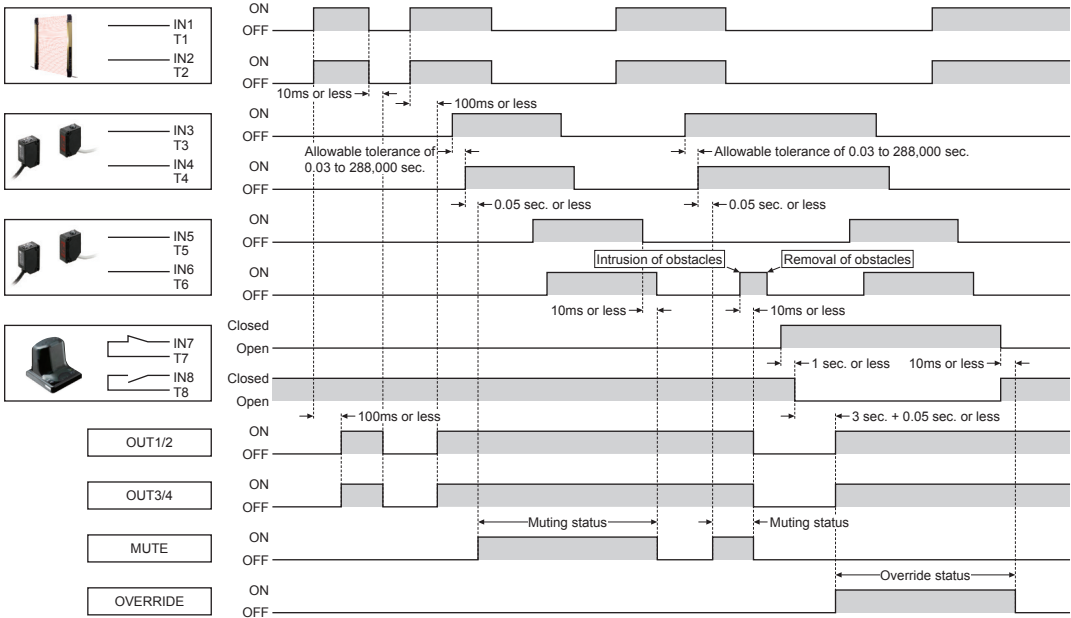 IN1
T1
IN2
T2
ON
OFF
ON
OFF
10ms or less
100ms or less
IN3
T3
IN4
T4
ON
OFF
Allowable tolerance of
0.03 to 288,000 sec.
Allowable tolerance of 0.03 to 288,000 sec.
ON
OFF
0.05 sec. or less
0.05 sec. or less
IN5
T5
IN6
T6
ON
OFF
Intrusion of obstacles
Removal of obstacles
ON
OFF
10ms or less
10ms or less
IN7
T7
IN8
T8
Closed
Open
1 sec. or less
10ms or less
Closed
Open
100ms or less
3 sec. + 0.05 sec. or less
OUT1/2
ON
OFF
OUT3/4
ON
OFF
Muting status
Muting status
MUTE
ON
OFF
Override status
OVERRIDE
ON
OFF